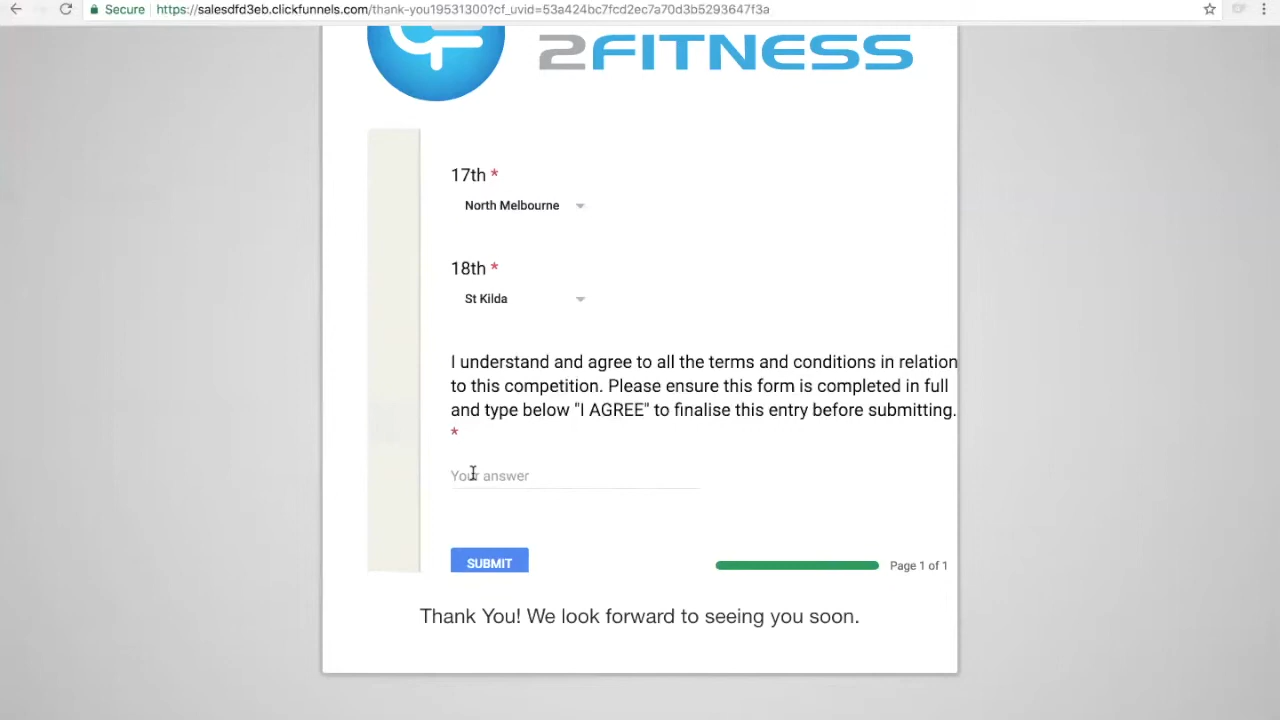 Secure
https://salesdfd3eb.clickfunnels.com/thank-you19531300?cf_uvid=53a424bc7fcd2ec7a70d3b5293647f3a
2FITNESS
17th *
North Melbourne
18th *
St Kilda
I understand and agree to all the terms and conditions in relation
to this competition. Please ensure this form is completed in full
and type below "I AGREE" to finalise this entry before submitting.
*
Your answer
SUBMIT
Page 1 of 1
Thank You! We look forward to seeing you soon.